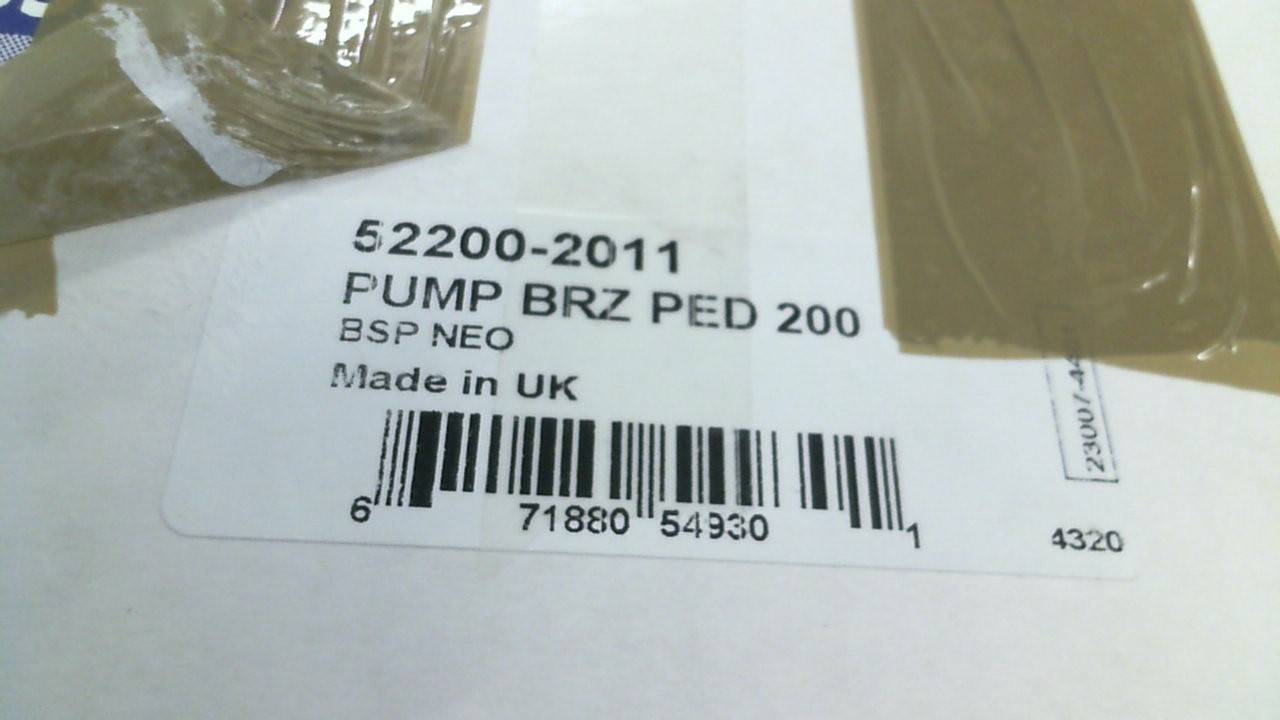 52200-2011
PUMP BRZ PED 200
BSP NEO
Made in UK
6 71880 54930 1
4320